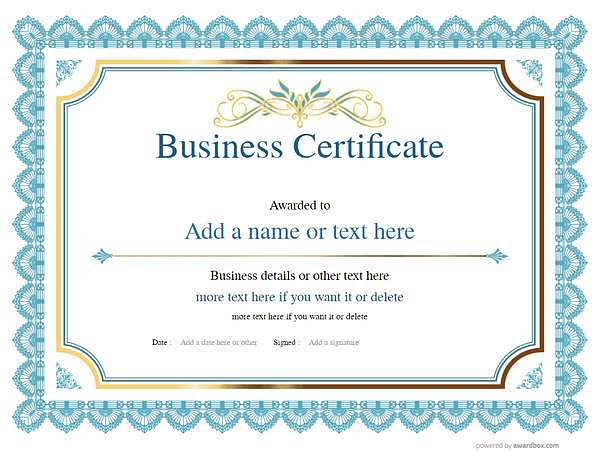 Business Certificate
Awarded to
Add a name or text here
Business details or other text here
more text here if you want it or delete
more text here if you want it or delete
Date : Add a date here or other Signed : Add a signature
powered by awardbox.com